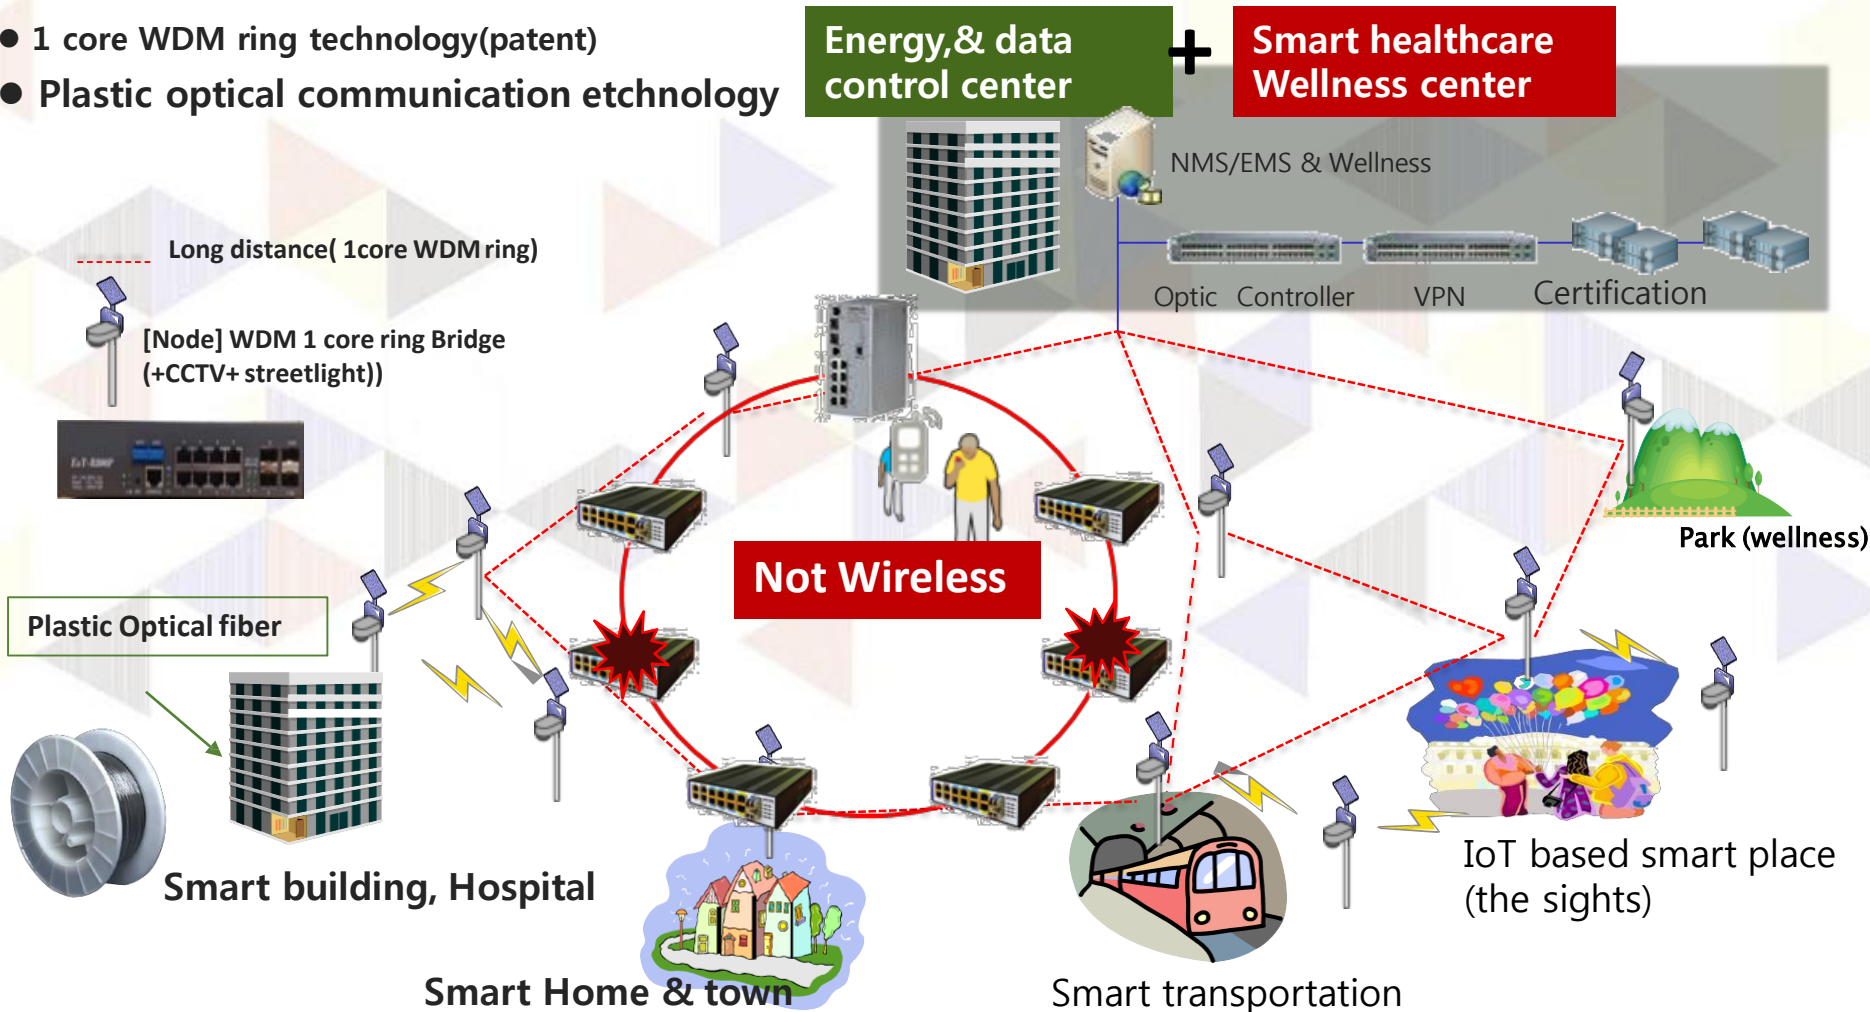 ● 1 core WDM ring technology(patent)
● Plastic optical communication etchnology
Energy,& data
control center
+
Smart healthcare
Wellness center
NMS/EMS & Wellness
Optic Controller
VPN
Certification
Long distance( 1core WDM ring)
[Node] WDM 1 core ring Bridge
(+CCTV+ streetlight))
Not Wireless
Park (wellness)
Plastic Optical fiber
Smart building, Hospital
IoT based smart place
(the sights)
Smart Home & town
Smart transportation